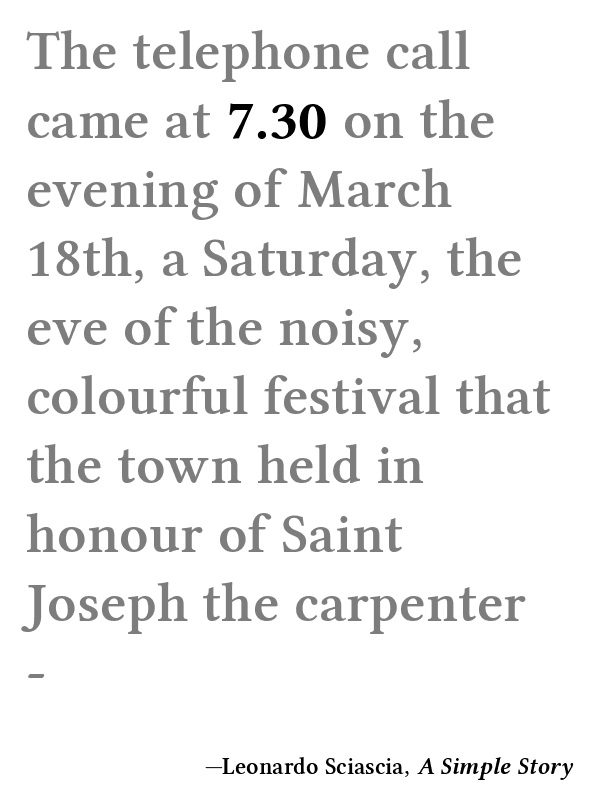 The telephone call
came at 7.30 on the
evening of March
18th, a Saturday, the
eve of the noisy,
colourful festival that
the town held in
honour of Saint
Joseph the carpenter
-
—Leonardo Sciascia, A Simple Story